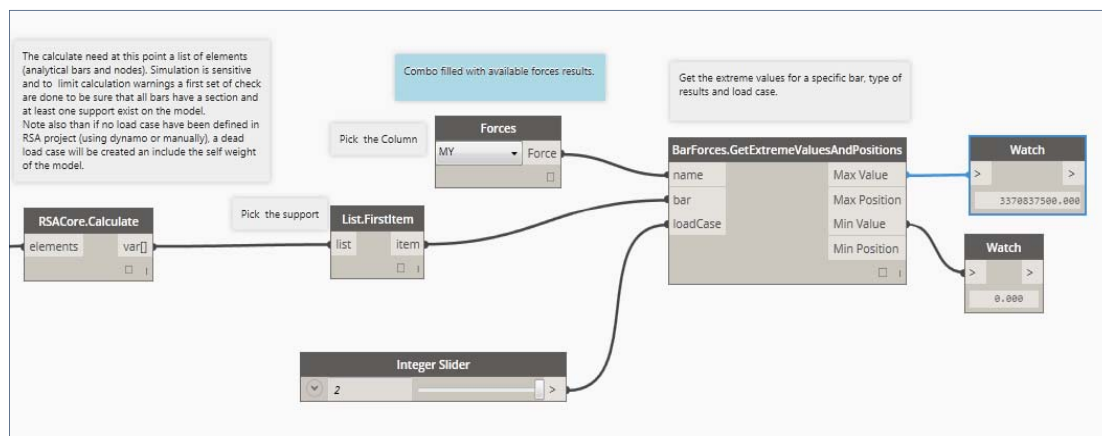 The calculate need at this point a list of elements
(analytical bars and nodes). Simulation is sensitive
and to  limit calculation warnings a first set of check
are done to be sure that all bars have a section and
at least one support exist on the model.
Note also than if no load case have been defined in
RSA project (using dynamo or manually), a dead
load case will be created an include the self weight
of the model.
Combo filled with available forces results.
Get the extreme values for a specific bar, type of
results and load case.
Pick  the Column
Forces
MY
Force
BarForces.GetExtremeValuesAndPositions
name
bar
loadCase
Max Value
Max Position
Min Value
Min Position
Watch
> >
3370837500.000
Pick  the support
RSACore.Calculate
elements var[]
List.FirstItem
list item
Watch
> >
0.000
Integer Slider
2 >